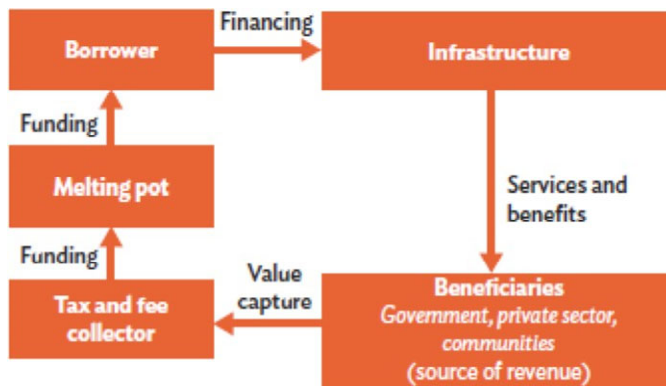 Borrower
Financing
Infrastructure
Funding
Melting pot
Services and
benefits
Funding
Tax and fee
collector
Value
capture
Beneficiaries
Government, private sector,
communities
(source of revenue)